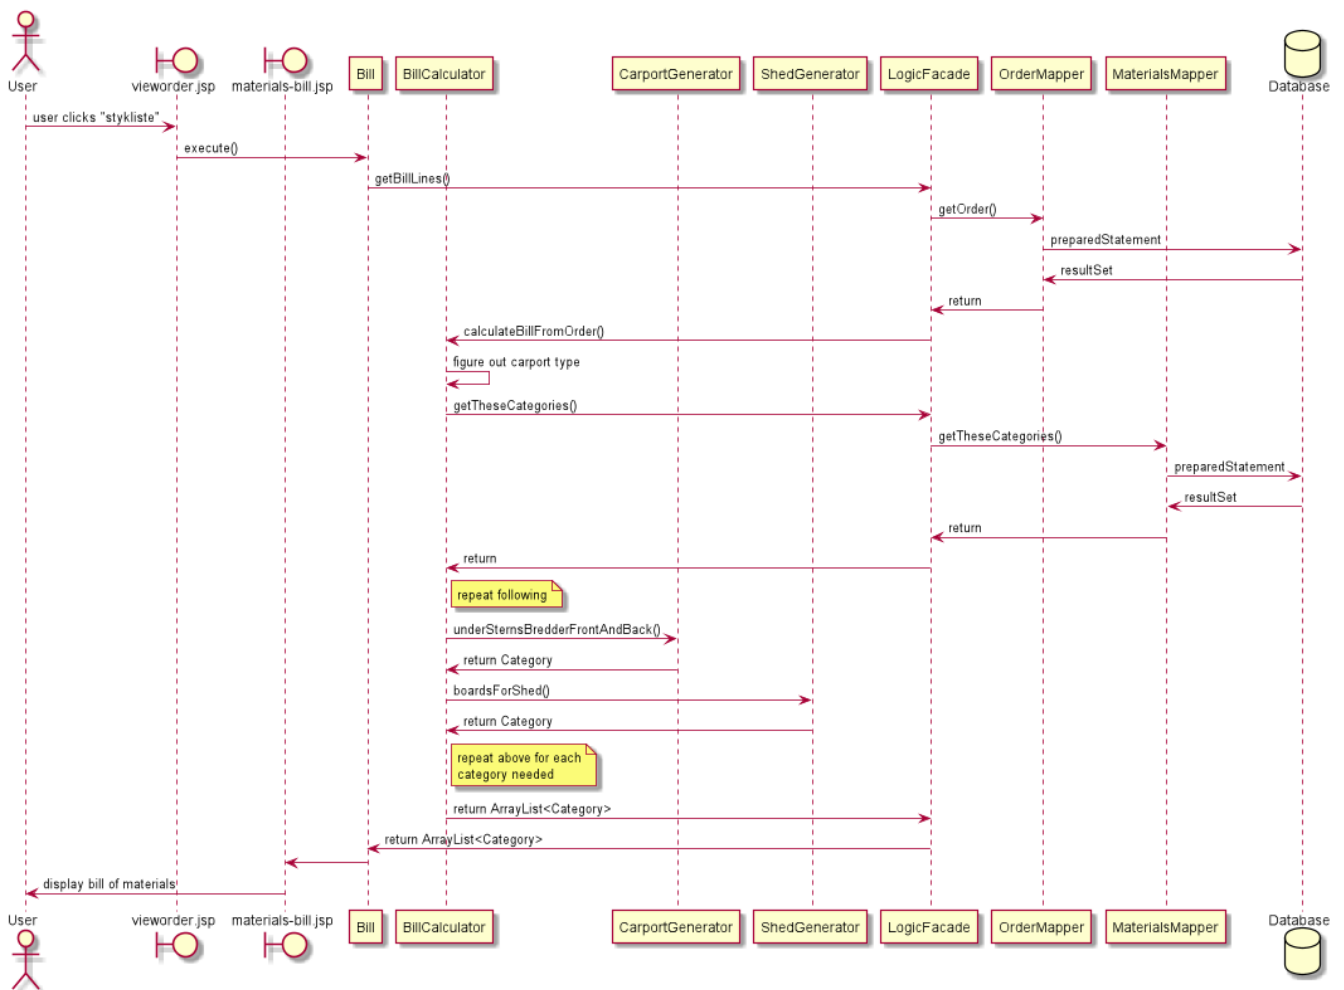 User
vieworder.jsp
materials-bill.jsp
Bill
BillCalculator
CarportGenerator
ShedGenerator
LogicFacade
OrderMapper
MaterialsMapper
Database
user clicks "stykliste"
execute()
getBillLines()
getOrder()
preparedStatement
resultSet
return
calculateBillFromOrder()
figure out carport type
getTheseCategories()
getTheseCategories()
preparedStatement
resultSet
return
return
repeat following
underSternsBredderFrontAndBack()
return Category
boardsForShed()
return Category
repeat above for each
category needed
return ArrayList<Category>
return ArrayList<Category>
display bill of materials
User
vieworder.jsp
materials-bill.jsp
Bill
BillCalculator
CarportGenerator
ShedGenerator
LogicFacade
OrderMapper
MaterialsMapper
Database